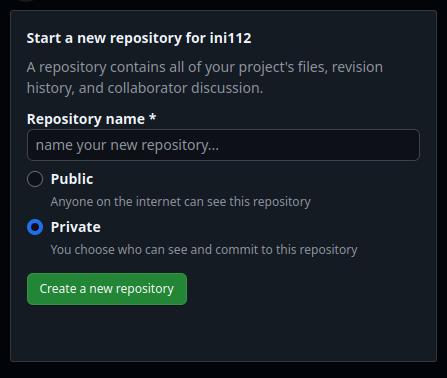 Start a new repository for ini112
A repository contains all of your project's files, revision
history, and collaborator discussion.
Repository name *
name your new repository...
Public
Anyone on the internet can see this repository
Private
You choose who can see and commit to this repository
Create a new repository